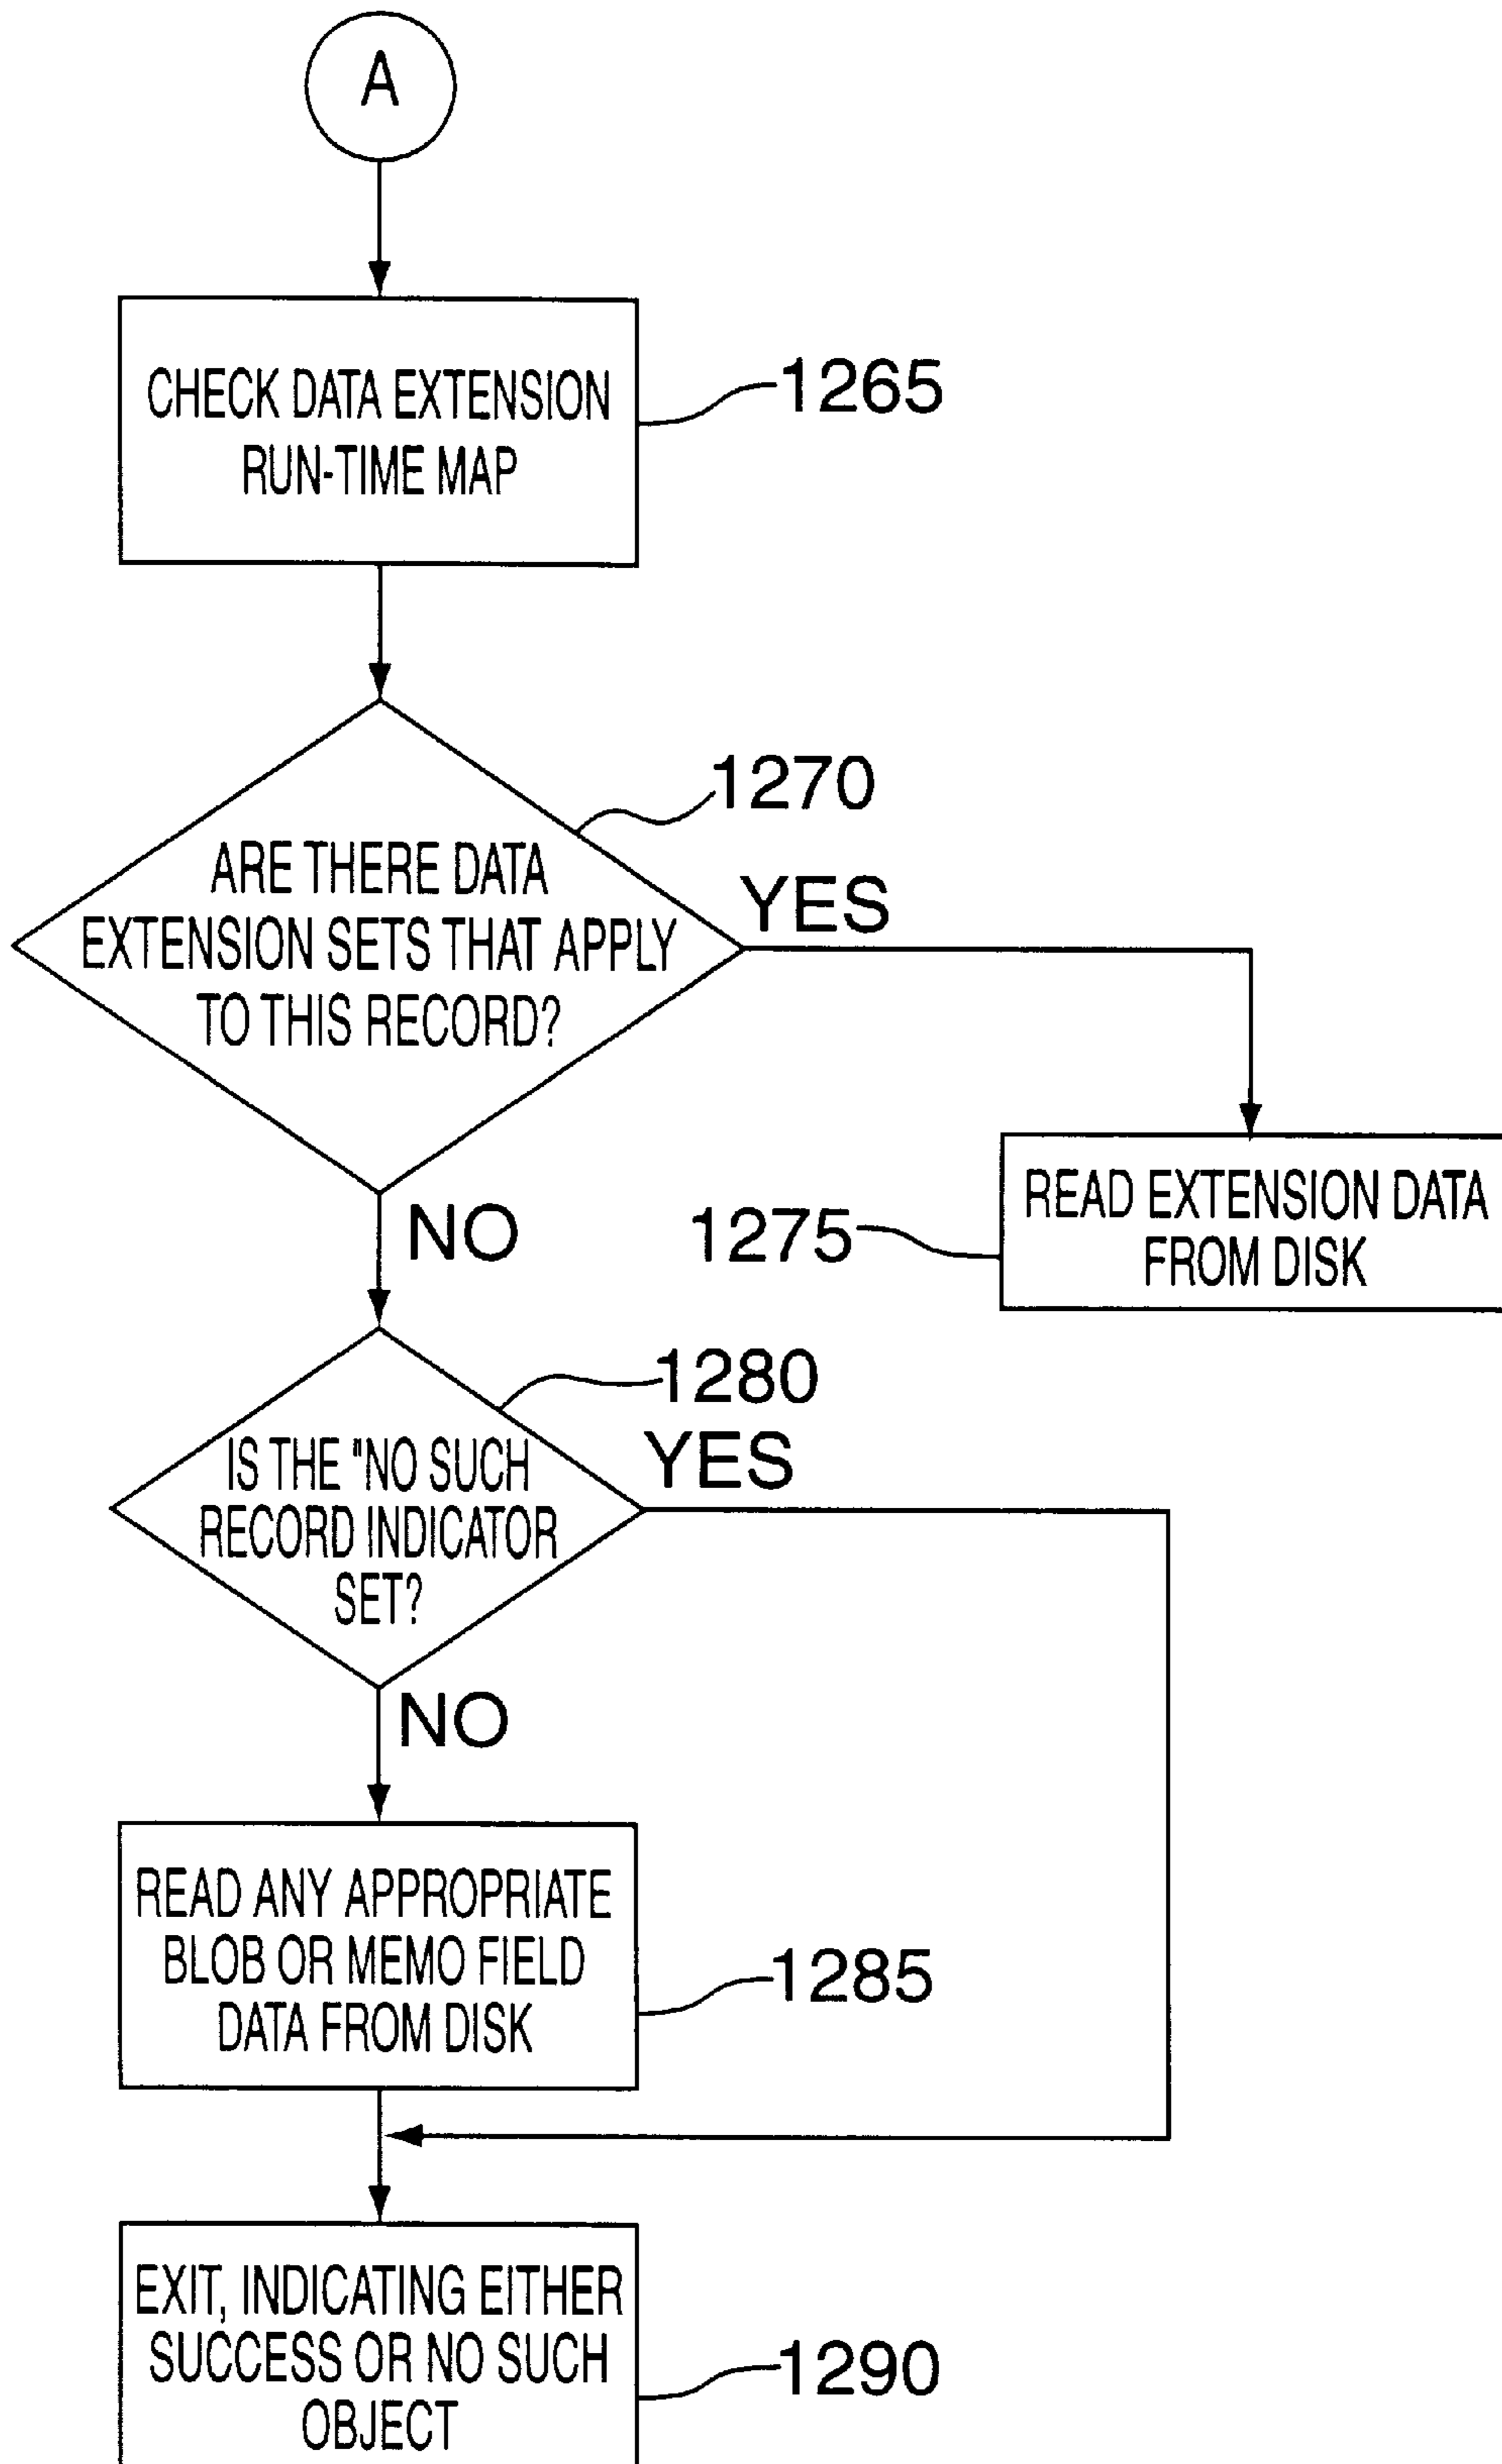 A
CHECK DATA EXTENSION
RUN-TIME MAP
1265
1270
ARE THERE DATA
EXTENSION SETS THAT APPLY
TO THIS RECORD?
YES
NO
1275
READ EXTENSION DATA
FROM DISK
1280
IS THE "NO SUCH
RECORD INDICATOR
SET?
YES
NO
READ ANY APPROPRIATE
BLOB OR MEMO FIELD
DATA FROM DISK
1285
EXIT, INDICATING EITHER
SUCCESS OR NO SUCH
OBJECT
1290